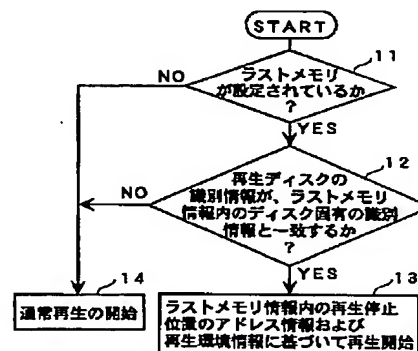 START
11
ラストメモリ
が設定されているか
?
NO
YES
12
再生ディスクの
識別情報が、ラストメモリ
情報内のディスク固有の識別
情報と一致するか
?
NO
YES
14
通常再生の開始
13
ラストメモリ情報内の再生停止
位置のアドレス情報および
再生環境情報に基づいて再生開始